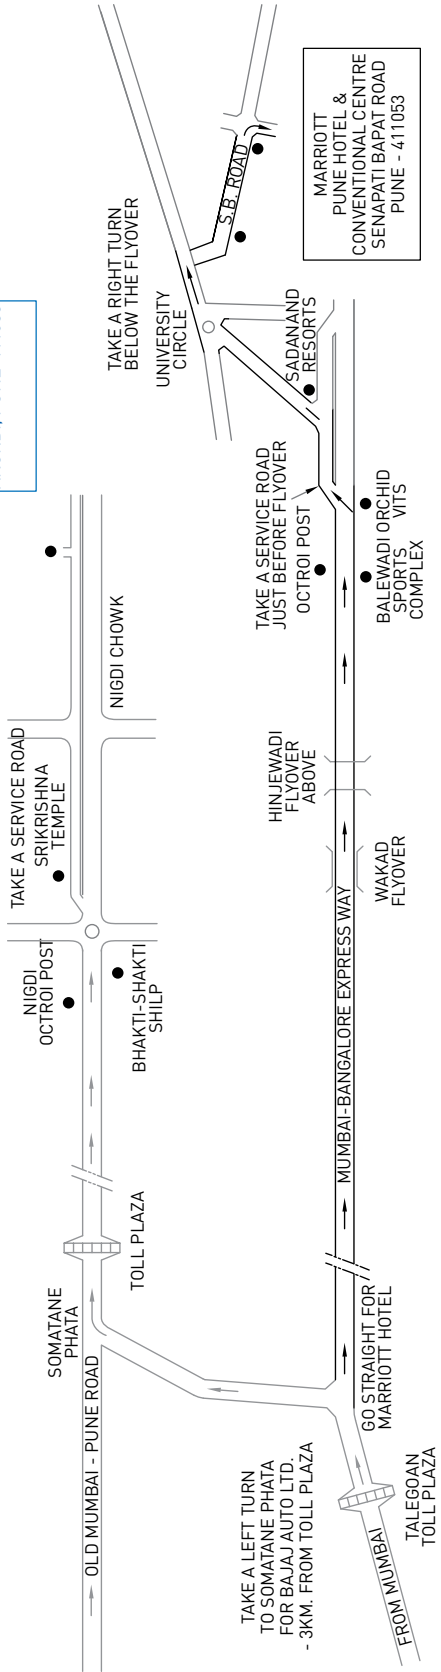 OLD MUMBAI - PUNE ROAD
SOMATANE
PHATA
TOLL PLAZA
NIGDI
OCTROI POST
BHAKTI-SHAKTI
SHILP
TAKE A SERVICE ROAD
SRIKRISHNA
TEMPLE
NIGDI CHOWK
TAKE A LEFT TURN
TO SOMATANE PHATA
FOR BAJAJ AUTO LTD.
- 3KM. FROM TOLL PLAZA
FROM MUMBAI
TALEGOAN
TOLL PLAZA
GO STRAIGHT FOR
MARRIOTT HOTEL
MUMBAI-BANGALORE EXPRESS WAY
WAKAD
FLYOVER
HINJEWADI
FLYOVER
ABOVE
TAKE A SERVICE ROAD
JUST BEFORE FLYOVER
OCTROI POST
BALEWADI ORCHID
SPORTS VITS
COMPLEX
SADANAND
RESORTS
UNIVERSITY
CIRCLE
TAKE A RIGHT TURN
BELOW THE FLYOVER
S.B. ROAD
MARRIOTT
PUNE HOTEL &
CONVENTIONAL CENTRE
SENAPATI BAPAT ROAD
PUNE - 411053